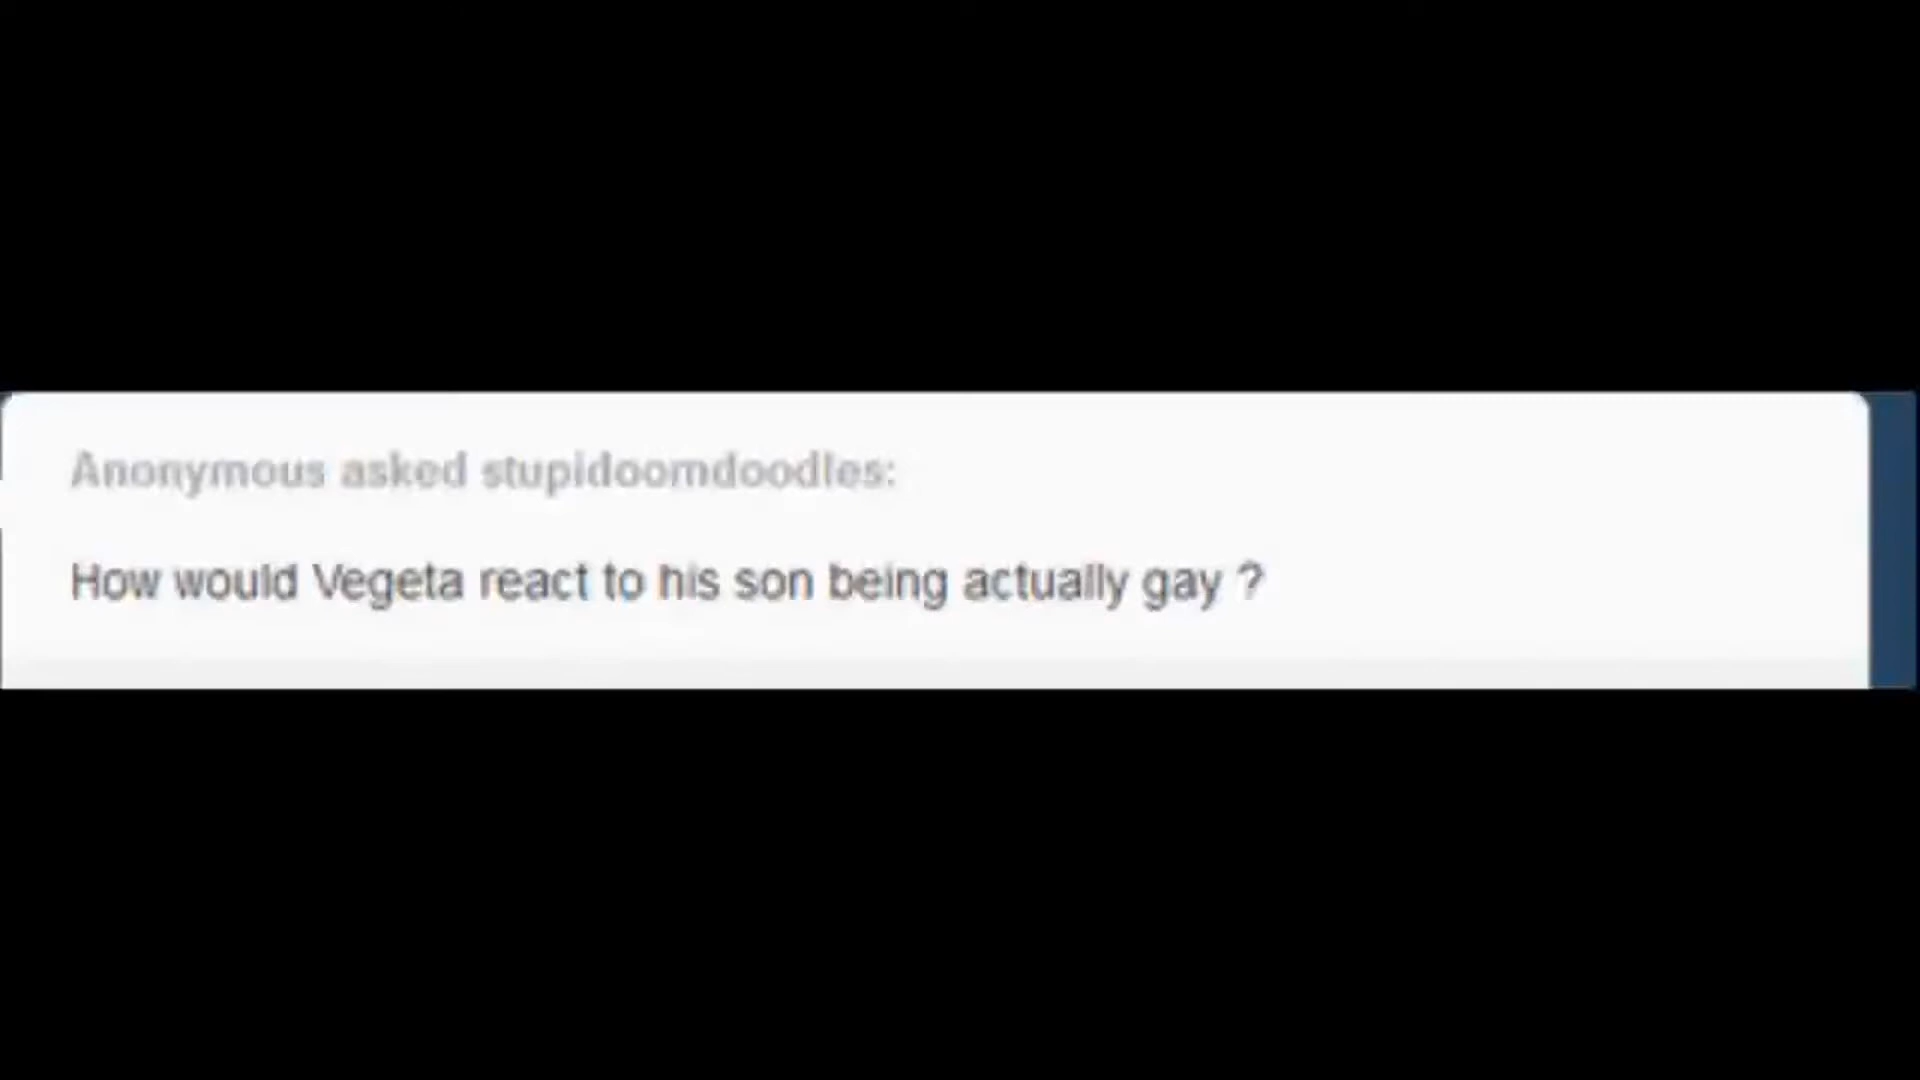 Anonymous asked stupidoomdoodles:
How would Vegeta react to his son being actually gay ?